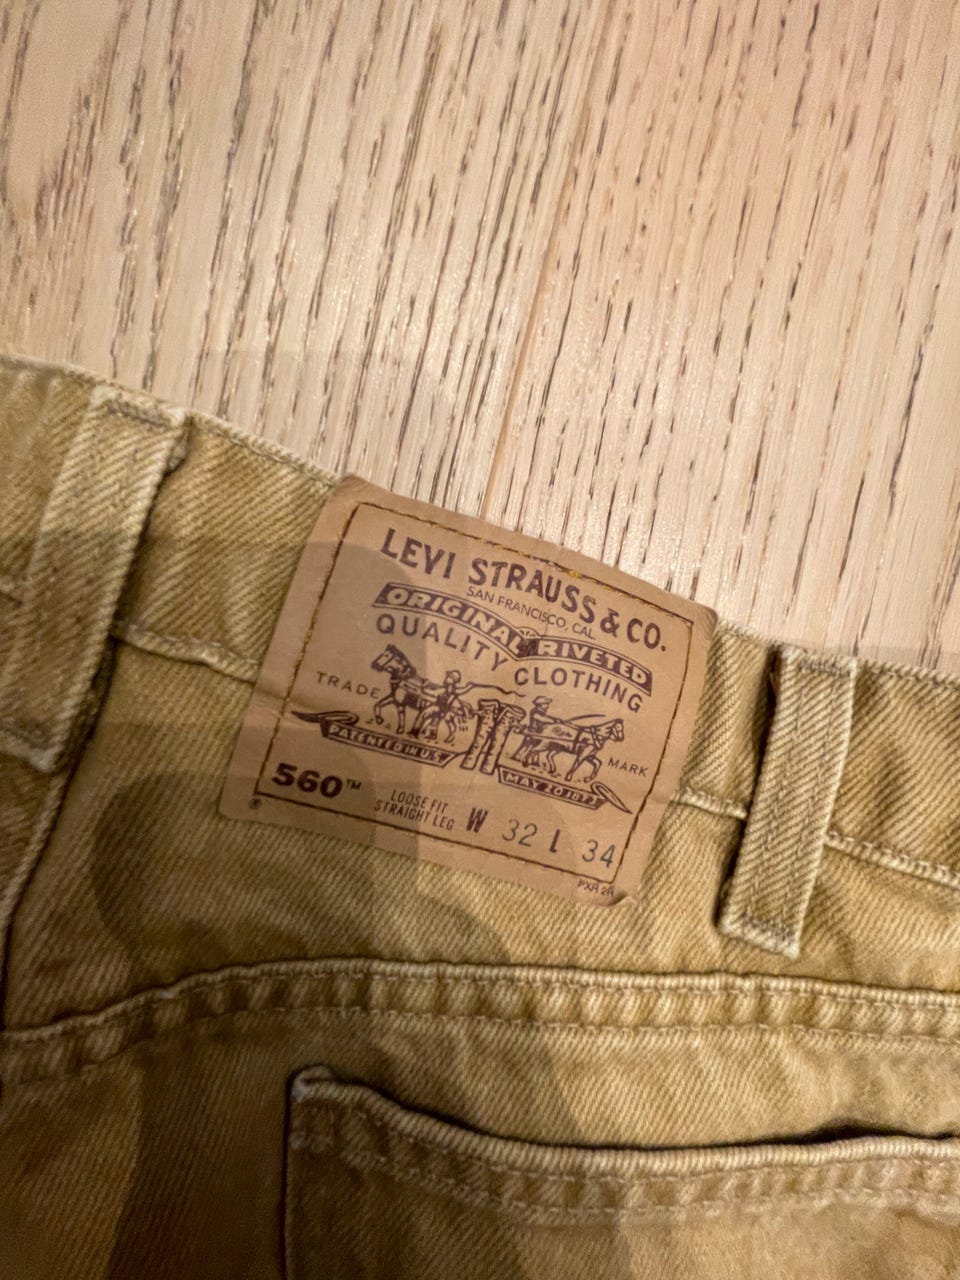 LEVI STRAUSS & CO.
SAN FRANCISCO, CAL
ORIGINAL RIVETED
QUALITY CLOTHING
TRADE MARK
PATENTED IN U.S.
MAY 20 1873
560™
LOOSE FIT
STRAIGHT LEG
W 32 L 34
®